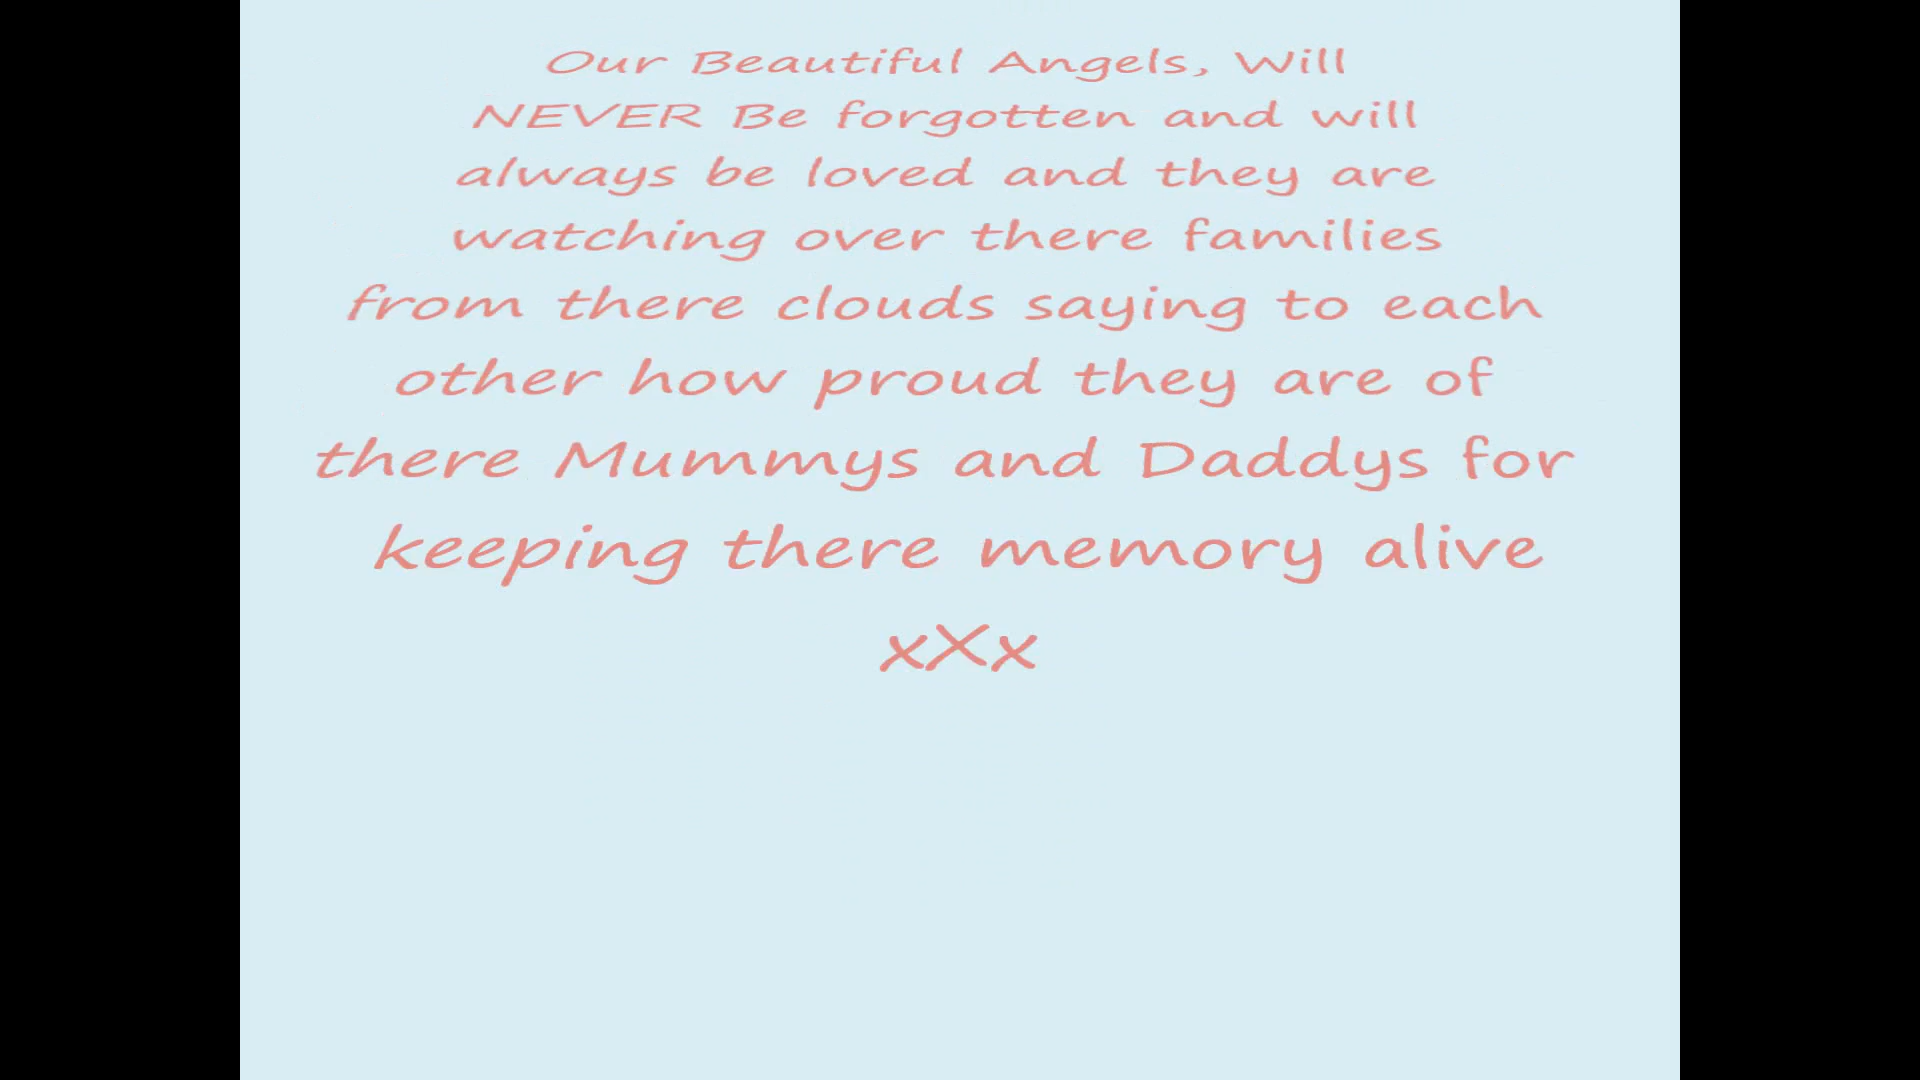 Our Beautiful Angels, Will
NEVER Be forgotten and will
always be loved and they are
watching over there families
from there clouds saying to each
other how proud they are of
there Mummys and Daddys for
keeping there memory alive
xXx